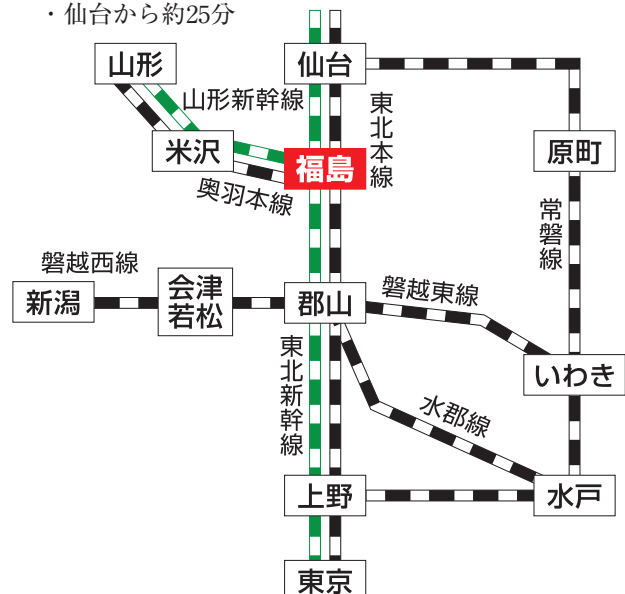 ・仙台から約25分
山形
仙台
山形新幹線
東北本線
米沢
福島
原町
奥羽本線
常磐線
磐越西線
新潟
会津
若松
郡山
磐越東線
東北新幹線
いわき
水郡線
上野
水戸
東京